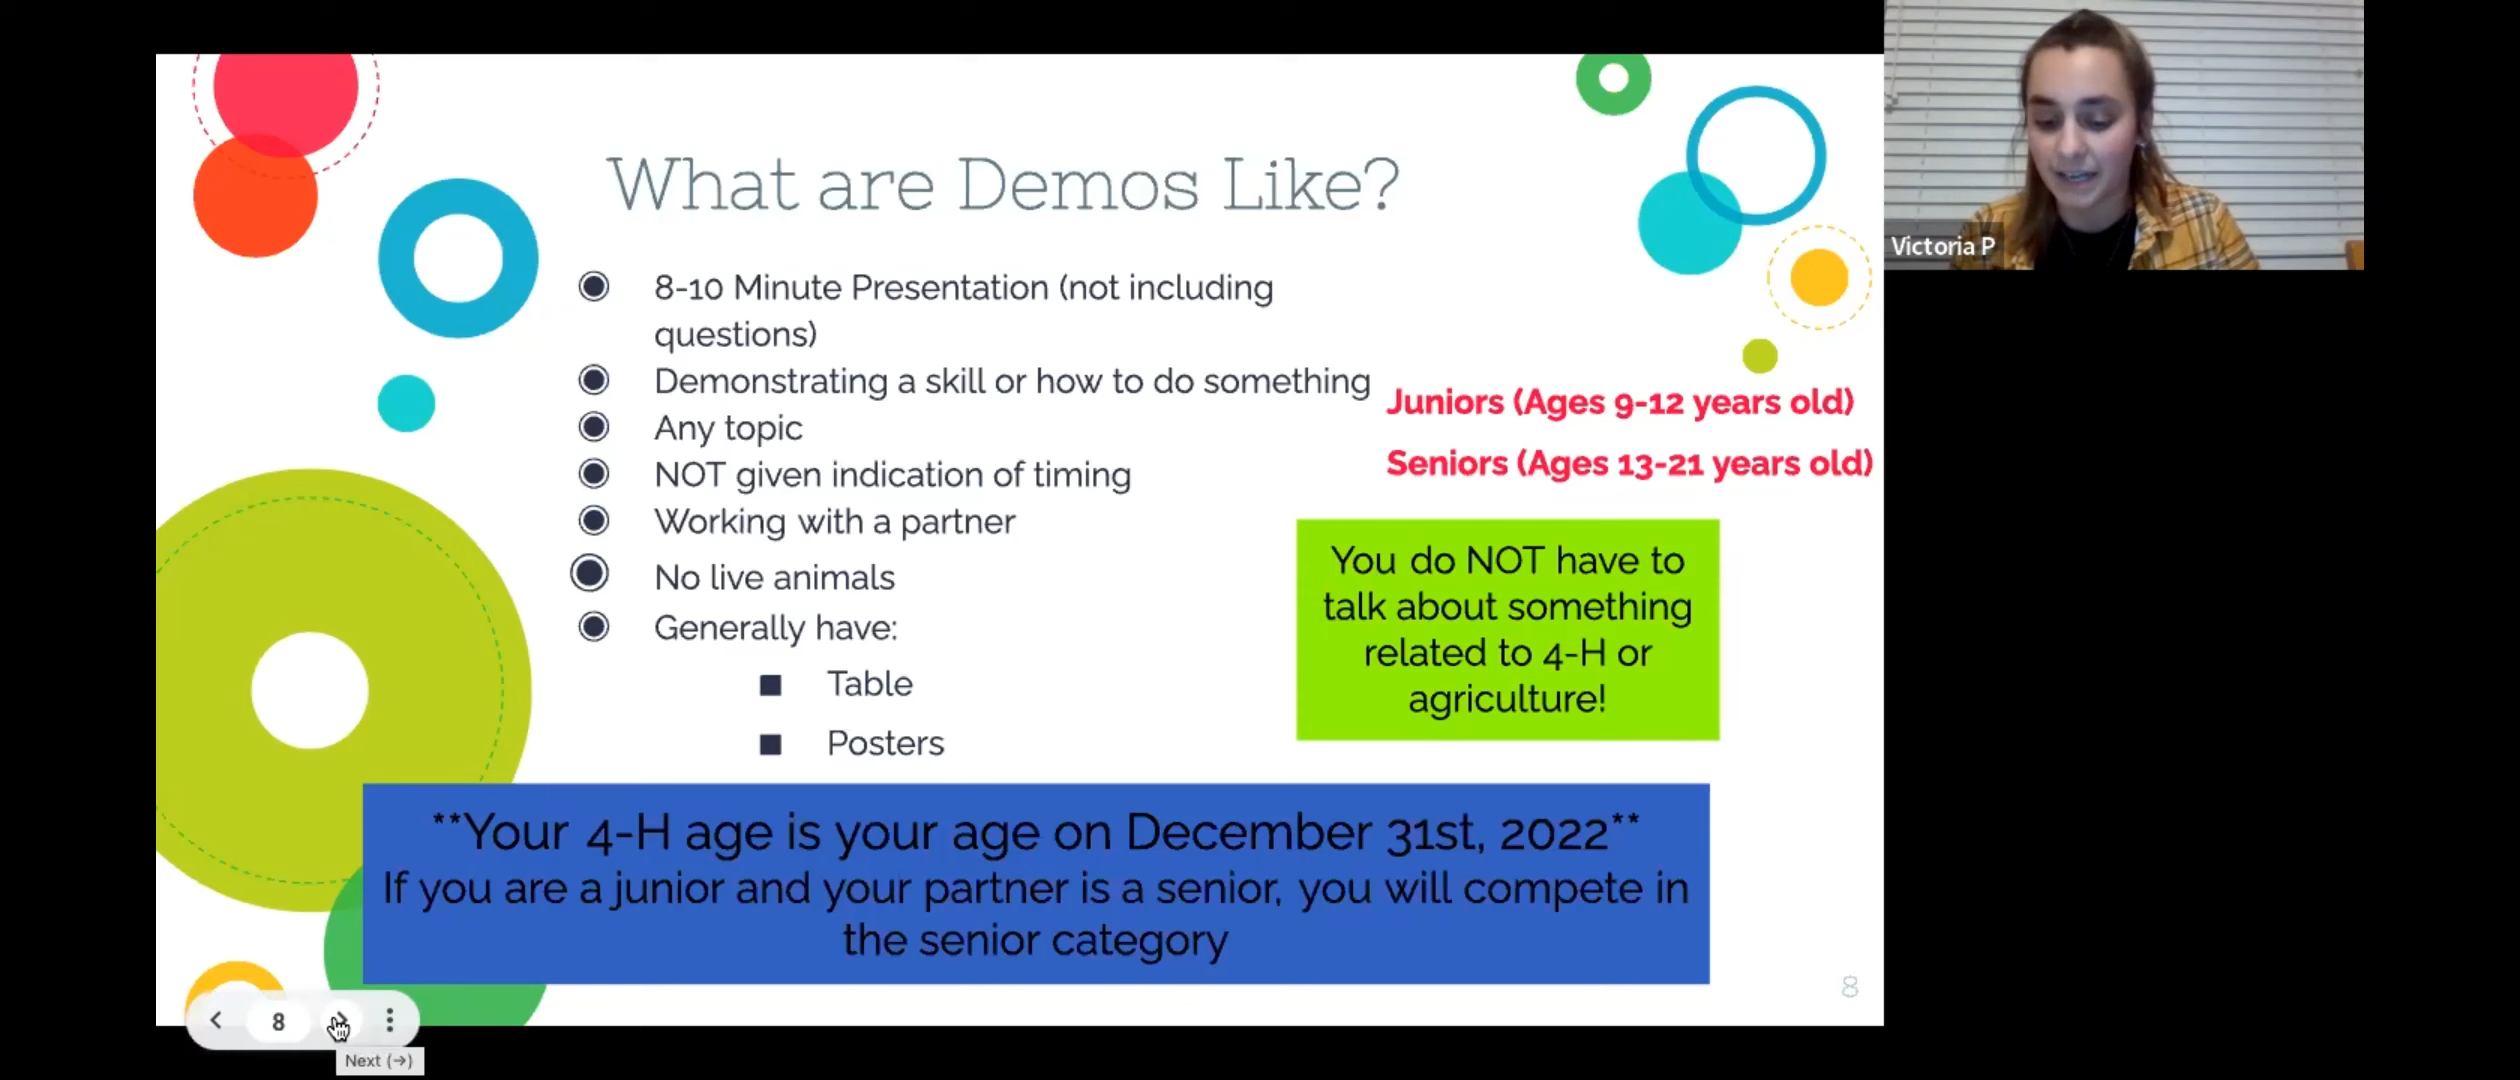 What are Demos Like?
8-10 Minute Presentation (not including
questions)
Demonstrating a skill or how to do something
Any topic
NOT given indication of timing
Working with a partner
No live animals
Generally have:
Table
Posters
Juniors (Ages 9-12 years old)
Seniors (Ages 13-21 years old)
You do NOT have to
talk about something
related to 4-H or
agriculture!
**Your 4-H age is your age on December 31st, 2022**
If you are a junior and your partner is a senior, you will compete in
the senior category
8
8
Next (→)
Victoria P